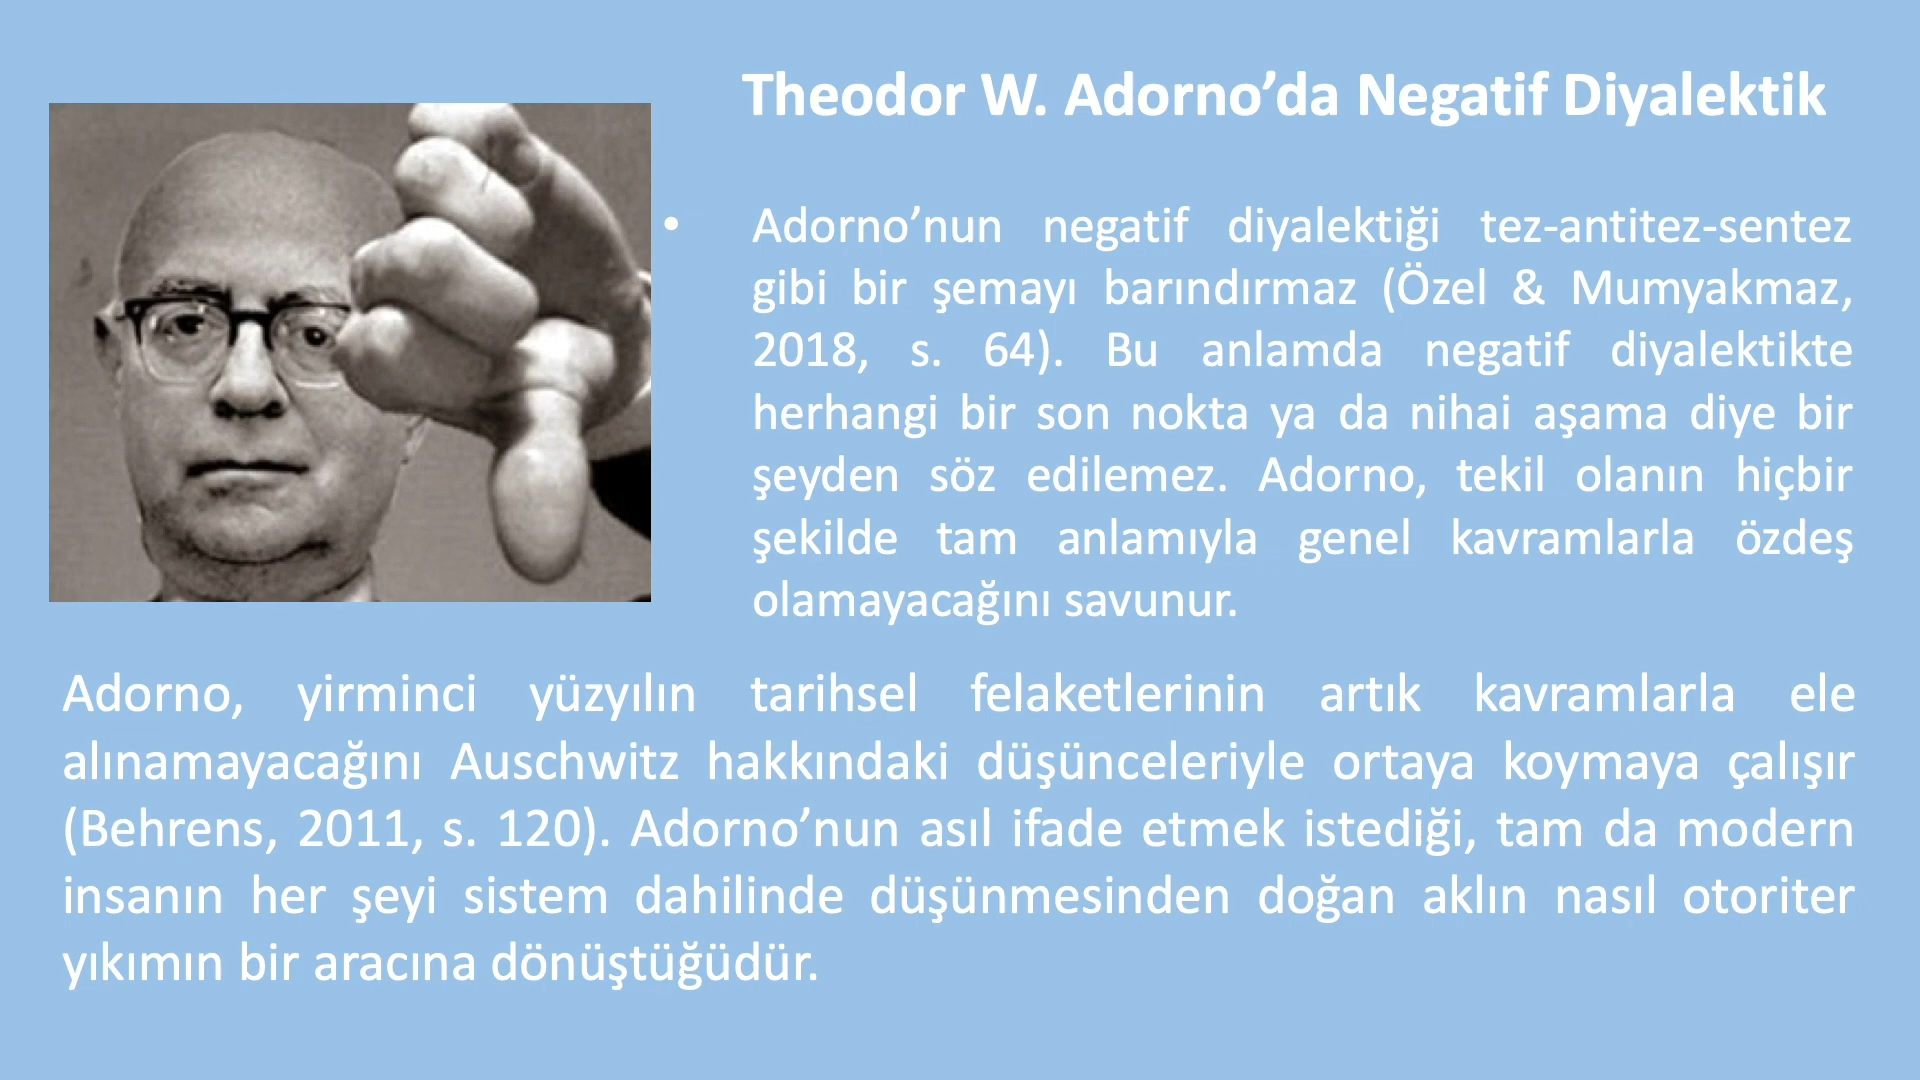 Theodor W. Adorno’da Negatif Diyalektik
• Adorno’nun negatif diyalektiği tez-antitez-sentez
gibi bir şemayı barındırmaz (Özel & Mumyakmaz,
2018, s. 64). Bu anlamda negatif diyalektikte
herhangi bir son nokta ya da nihai aşama diye bir
şeyden söz edilemez. Adorno, tekil olanın hiçbir
şekilde tam anlamıyla genel kavramlarla özdeş
olamayacağını savunur.
Adorno, yirminci yüzyılın tarihsel felaketlerinin artık kavramlarla ele
alınamayacağını Auschwitz hakkındaki düşünceleriyle ortaya koymaya çalışır
(Behrens, 2011, s. 120). Adorno’nun asıl ifade etmek istediği, tam da modern
insanın her şeyi sistem dahilinde düşünmesinden doğan aklın nasıl otoriter
yıkımın bir aracına dönüştüğüdür.